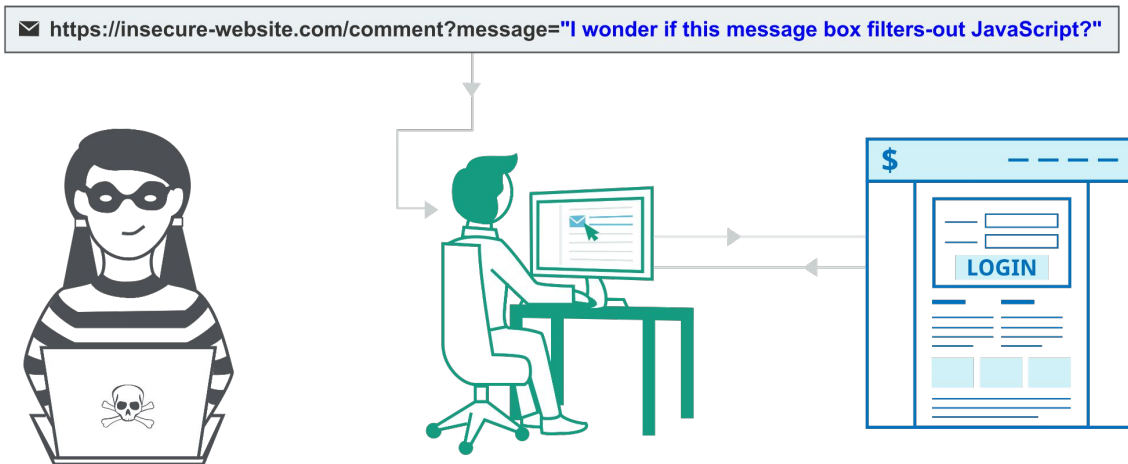 https://insecure-website.com/comment?message="I wonder if this message box filters-out JavaScript?"
$
LOGIN